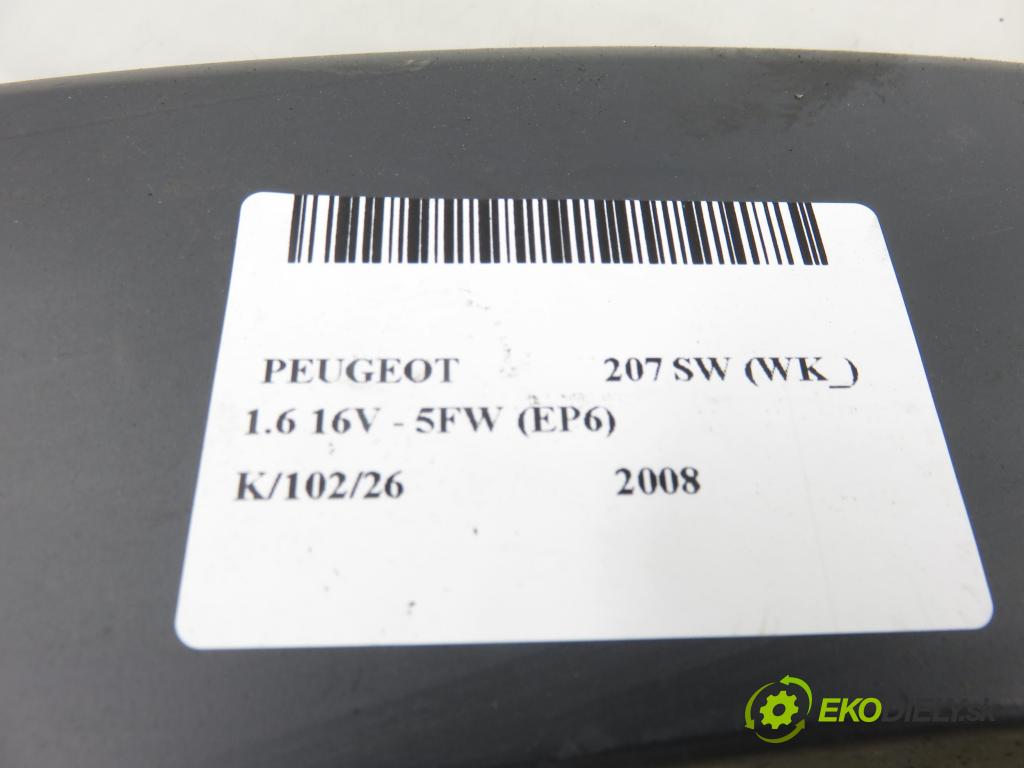 PEUGEOT 207 SW (WK_)
1.6 16V - 5FW (EP6)
K/102/26 2008
EKODIELY.sk